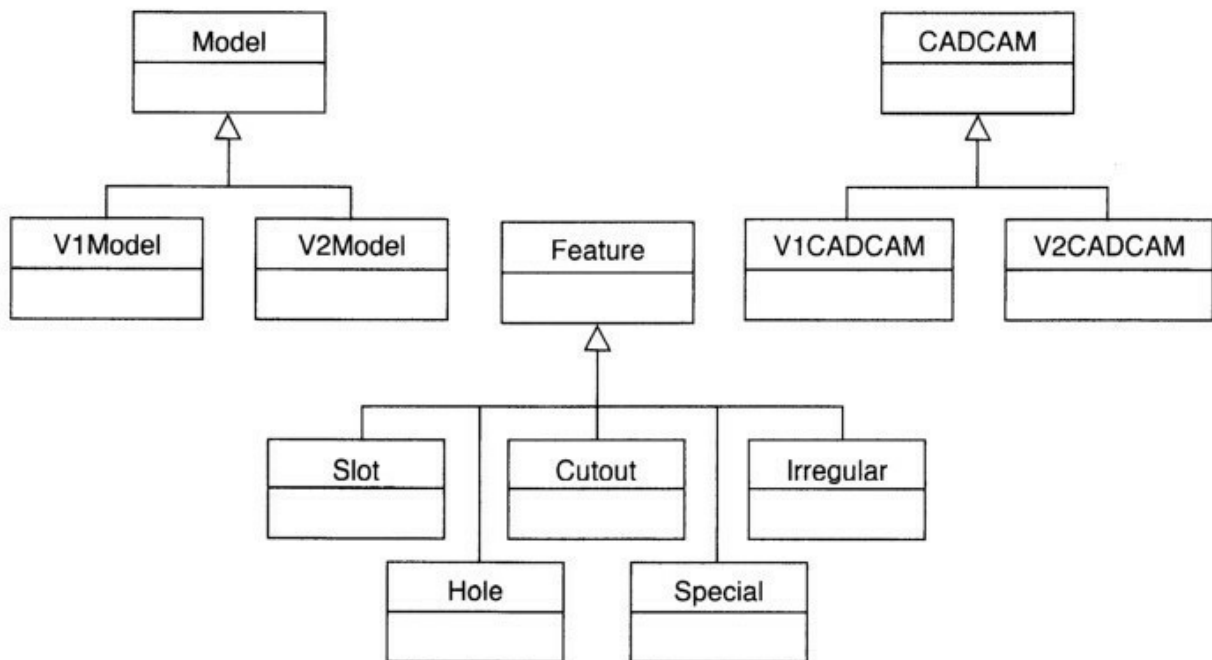 Model
CADCAM
V1Model
V2Model
Feature
V1CADCAM
V2CADCAM
Slot
Cutout
Irregular
Hole
Special